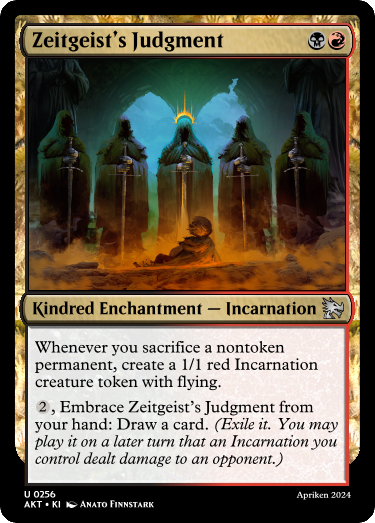 Zeitgeist's Judgment
Kindred Enchantment — Incarnation
Whenever you sacrifice a nontoken
permanent, create a 1/1 red Incarnation
creature token with flying.
2, Embrace Zeitgeist's Judgment from
your hand: Draw a card. (Exile it. You may
play it on a later turn that an Incarnation you
control dealt damage to an opponent.)
U 0256
Apriken 2024
AKT • KI Anato Finnstark